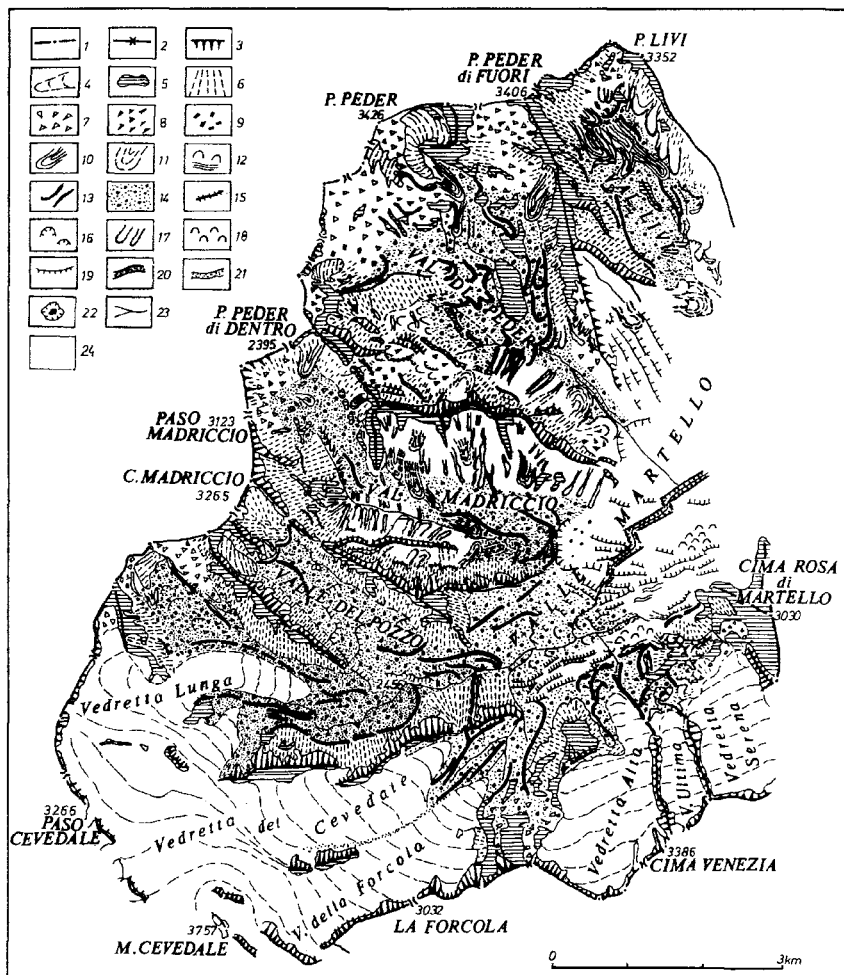 1 2 3
4 5 6
7 8 9
10 11 12
13 14 15
16 17 18
19 20 21
22 23
24
P. LIVI
3352
P. PEDER
di FUORI
3406
P. PEDER
3426
VAL LIVI
VAL DI PEDER
P. PEDER
di DENTRO
2395
MARTELLO
PASO 3123
MADRICCIO
C. MADRICCIO
3265
VAL MADRICCIO
CIMA ROSA
di
MARTELLO
3030
VALLE DEL POZZO
VALLE
Vedretta Lunga
Vedretta del Cevedale
Vedretta Alta
V. Ultima
Vedretta
Serena
3266
PASO
CEVEDALE
V. della Forcola
3386
CIMA VENEZIA
3032
LA FORCOLA
3757
M. CEVEDALE
0 3km